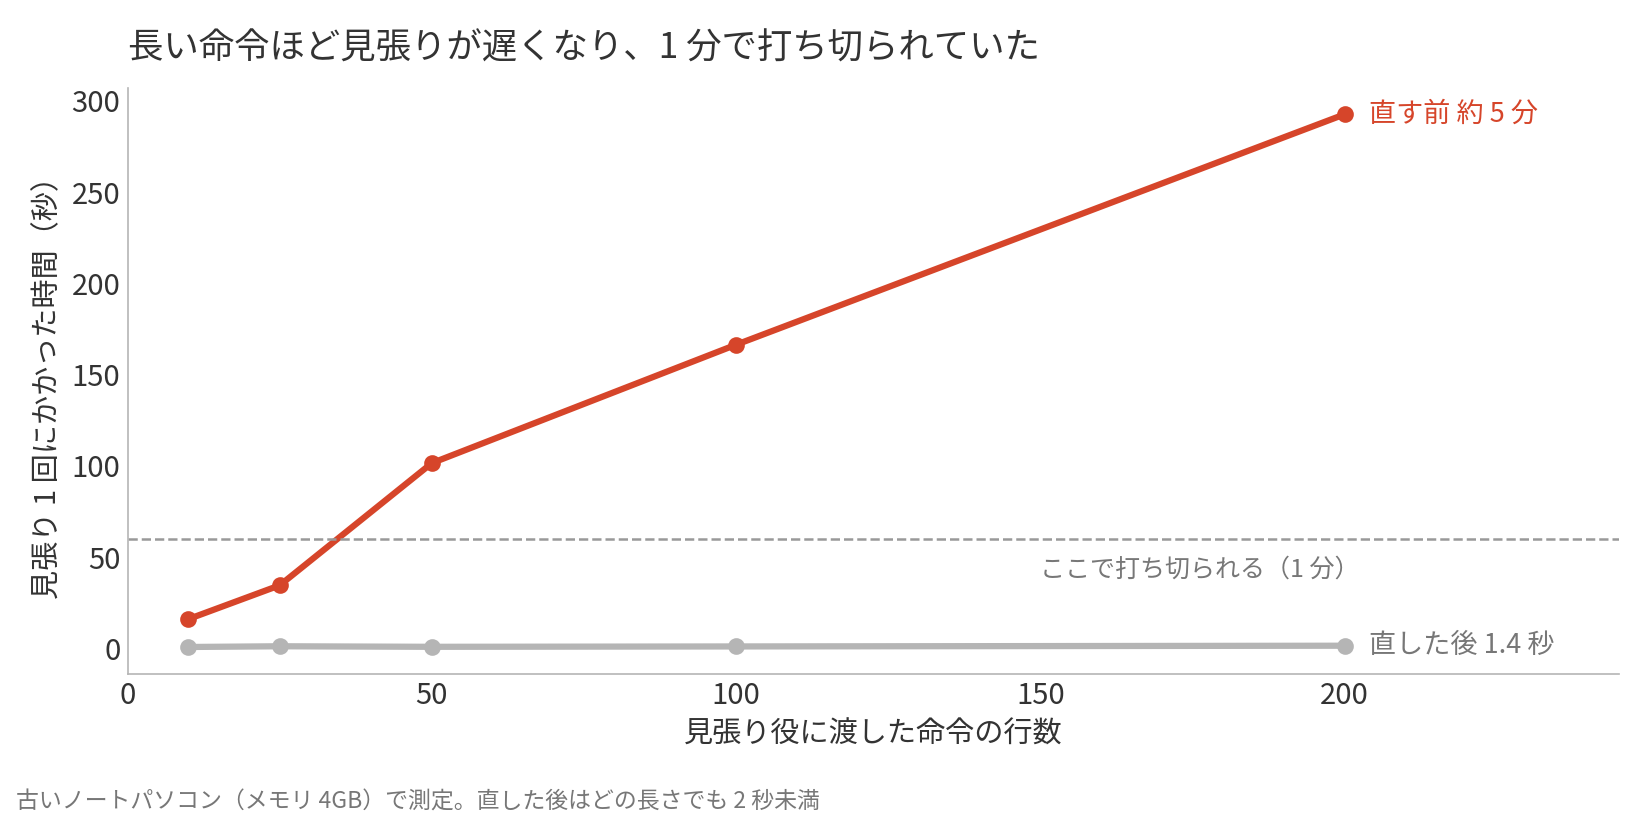 長い命令ほど見張りが遅くなり、1 分で打ち切られていた
見張り 1 回にかかった時間（秒）
300
250
200
150
100
50
0
直す前 約 5 分
ここで打ち切られる（1 分）
直した後 1.4 秒
0 50 100 150 200
見張り役に渡した命令の行数
古いノートパソコン（メモリ 4GB）で測定。直した後はどの長さでも 2 秒未満